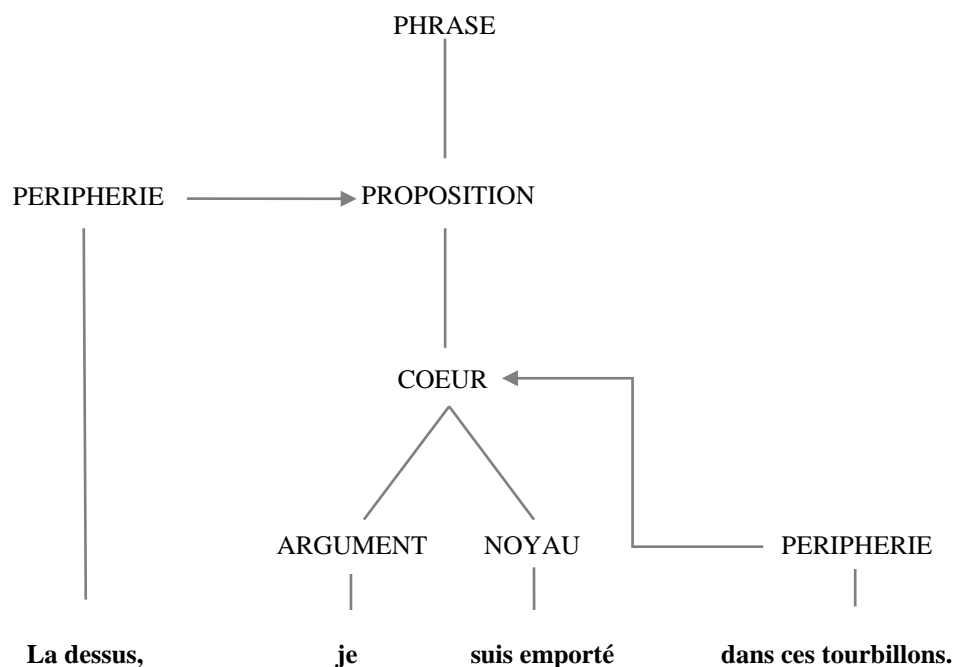 PHRASE
PERIPHERIE PROPOSITION
COEUR
ARGUMENT NOYAU PERIPHERIE
La dessus, je suis emporté dans ces tourbillons.